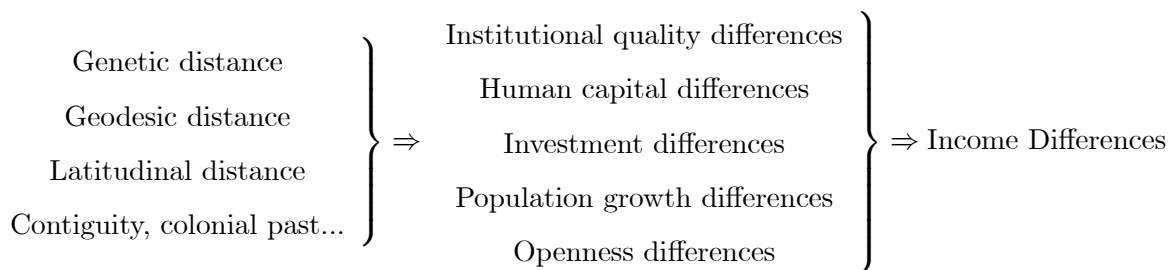 Genetic distance
Geodesic distance
Latitudinal distance
Contiguity, colonial past...
⇒
Institutional quality differences
Human capital differences
Investment differences
Population growth differences
Openness differences
⇒ Income Differences